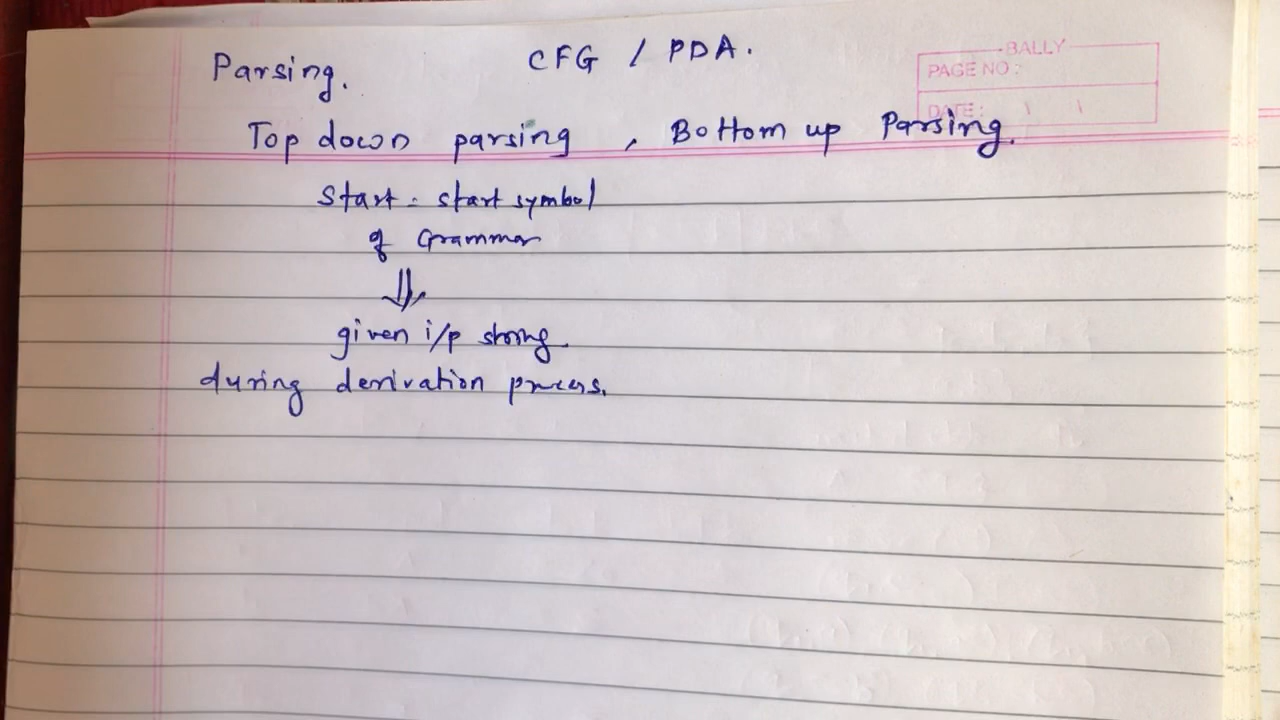 Parsing. CFG / PDA.
BALLY
PAGE NO :
DATE :
Top down parsing , Bottom up Parsing.
Start = start symbol
of Grammar
⇓
given i/p string
during derivation process.